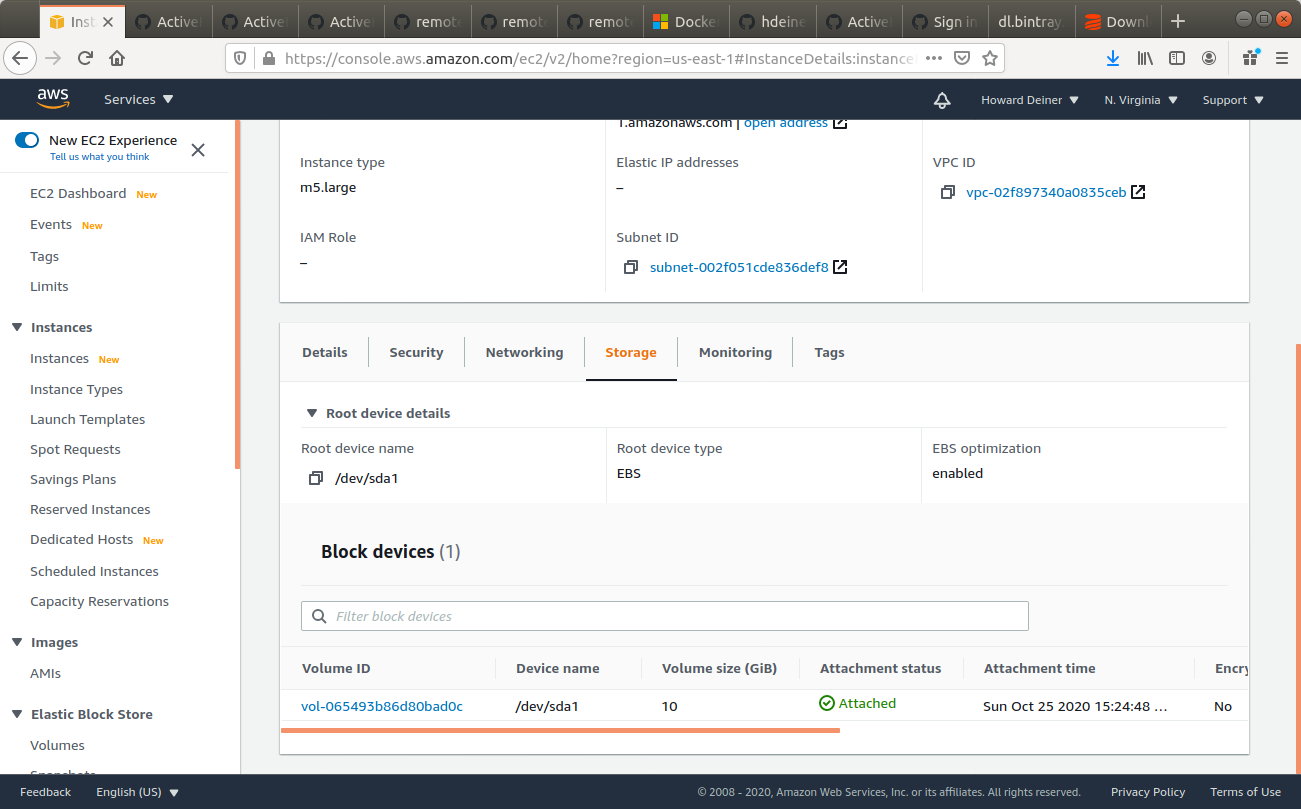 Inst
Active
Active
Active
remote
remote
remote
Docke
hdeine
Active
Sign in
dl.bintray.
Downl
https://console.aws.amazon.com/ec2/v2/home?region=us-east-1#InstanceDetails:instanceI
aws
Services
Howard Deiner
N. Virginia
Support
New EC2 Experience
Tell us what you think
EC2 Dashboard New
Events New
Tags
Limits
Instances
Instances New
Instance Types
Launch Templates
Spot Requests
Savings Plans
Reserved Instances
Dedicated Hosts New
Scheduled Instances
Capacity Reservations
Images
AMIs
Elastic Block Store
Volumes
Snapshots
1.amazonaws.com | open address
Instance type
m5.large
Elastic IP addresses
–
VPC ID
vpc-02f897340a0835ceb
IAM Role
–
Subnet ID
subnet-002f051cde836def8
Details
Security
Networking
Storage
Monitoring
Tags
Root device details
Root device name
/dev/sda1
Root device type
EBS
EBS optimization
enabled
Block devices (1)
Filter block devices
Volume ID Device name Volume size (GiB) Attachment status Attachment time Encry
vol-065493b86d80bad0c /dev/sda1 10 Attached Sun Oct 25 2020 15:24:48 ... No
Feedback English (US) © 2008 - 2020, Amazon Web Services, Inc. or its affiliates. All rights reserved. Privacy Policy Terms of Use